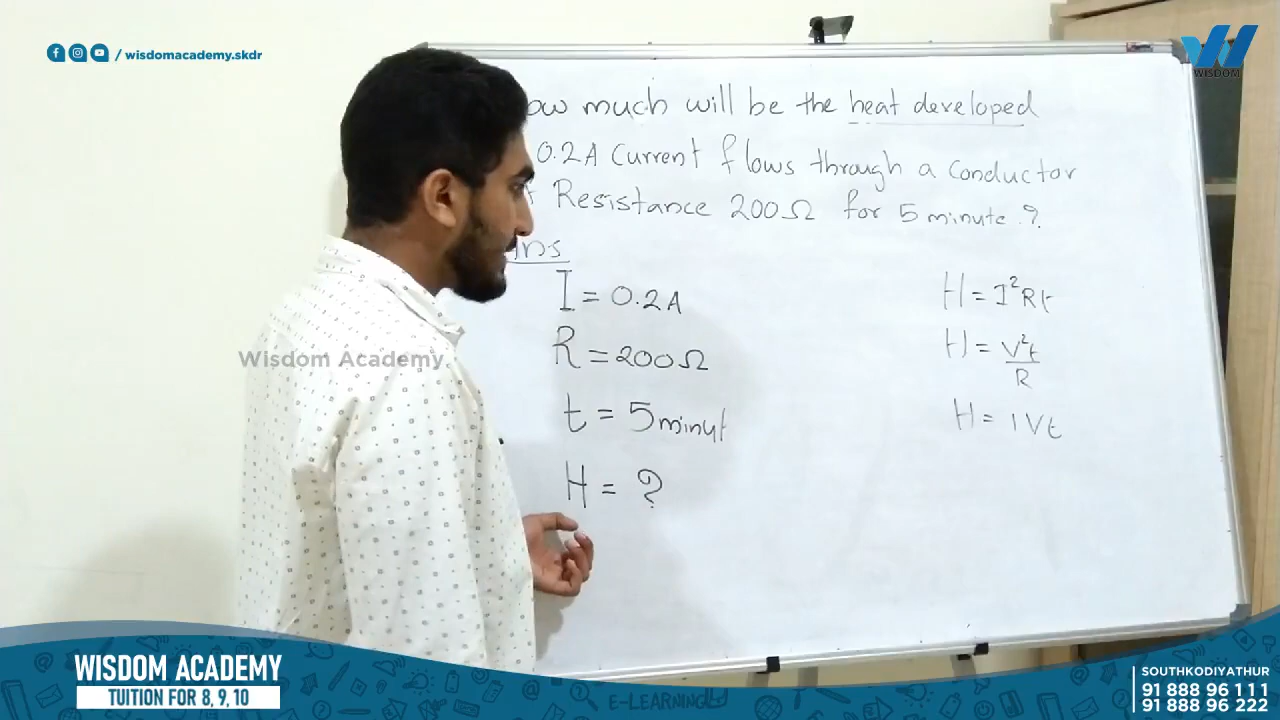 / wisdomacademy.skdr
WISDOM
much will be the heat developed
0.2A Current flows through a Conductor
Resistance 200Ω for 5 minute ?
Ans
I = 0.2A
R = 200Ω
t = 5 minut
H = ?
H = I²Rt
H = V²t/R
H = IVt
Wisdom Academy
WISDOM ACADEMY
TUITION FOR 8, 9, 10
E-LEARNING
SOUTHKODIYATHUR
91 888 96 111
91 888 96 222